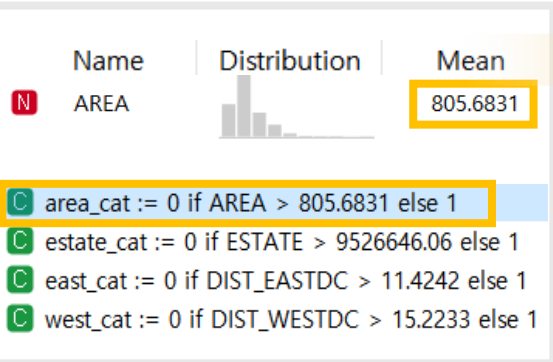 Name Distribution Mean
N AREA 805.6831
C area_cat := 0 if AREA > 805.6831 else 1
C estate_cat := 0 if ESTATE > 9526646.06 else 1
C east_cat := 0 if DIST_EASTDC > 11.4242 else 1
C west_cat := 0 if DIST_WESTDC > 15.2233 else 1